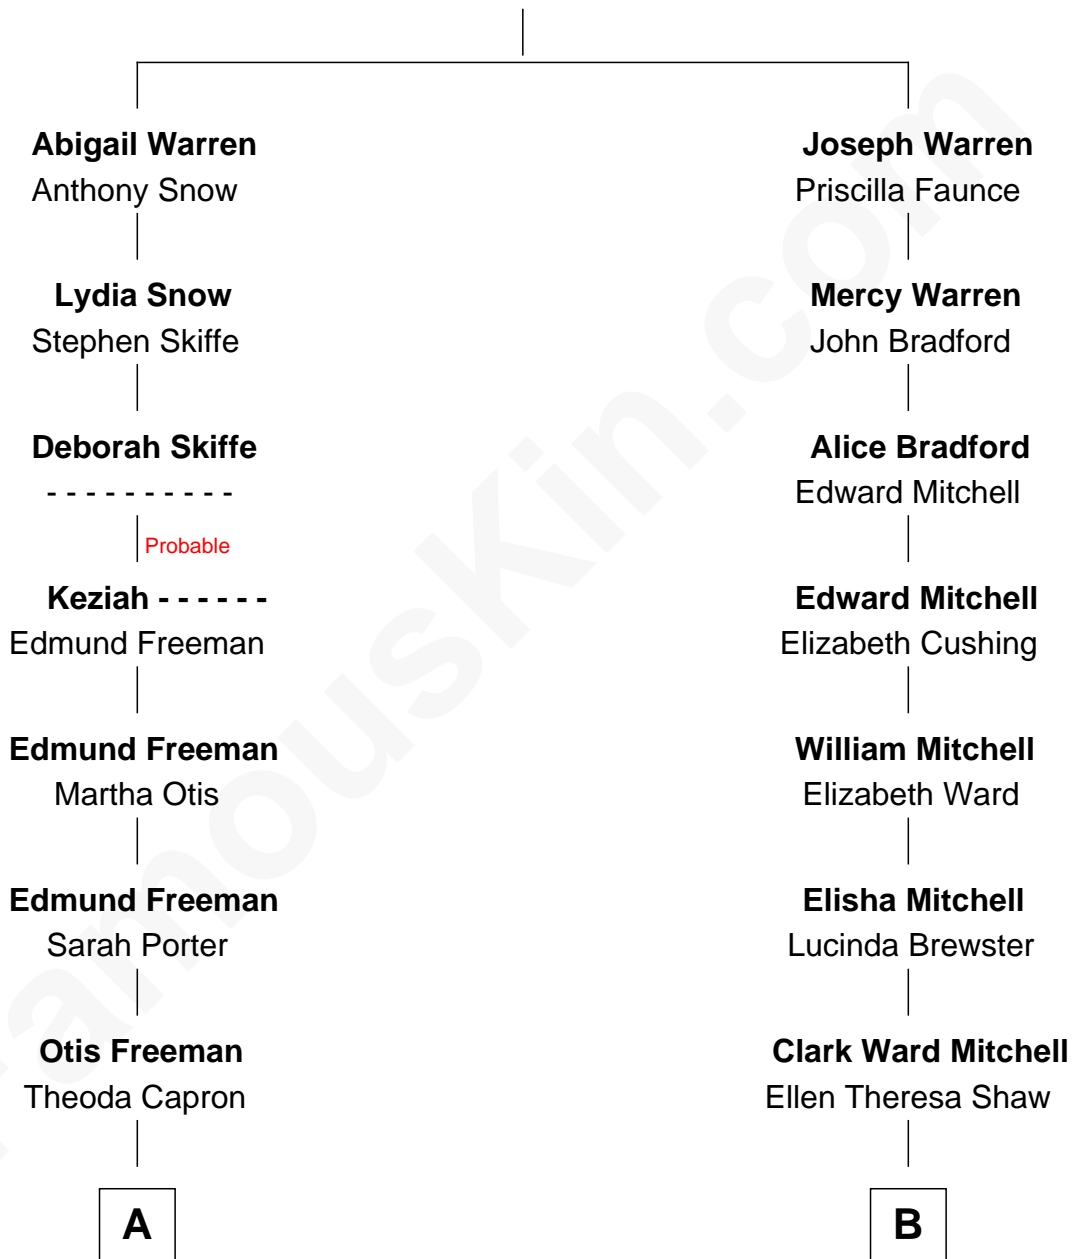 Abigail Warren
Anthony Snow
Lydia Snow
Stephen Skiffe
Deborah Skiffe
- - - - - - - - - -
Probable
Keziah - - - - - -
Edmund Freeman
Edmund Freeman
Martha Otis
Edmund Freeman
Sarah Porter
Otis Freeman
Theoda Capron
A
Joseph Warren
Priscilla Faunce
Mercy Warren
John Bradford
Alice Bradford
Edward Mitchell
Edward Mitchell
Elizabeth Cushing
William Mitchell
Elizabeth Ward
Elisha Mitchell
Lucinda Brewster
Clark Ward Mitchell
Ellen Theresa Shaw
B
FamousKin.com